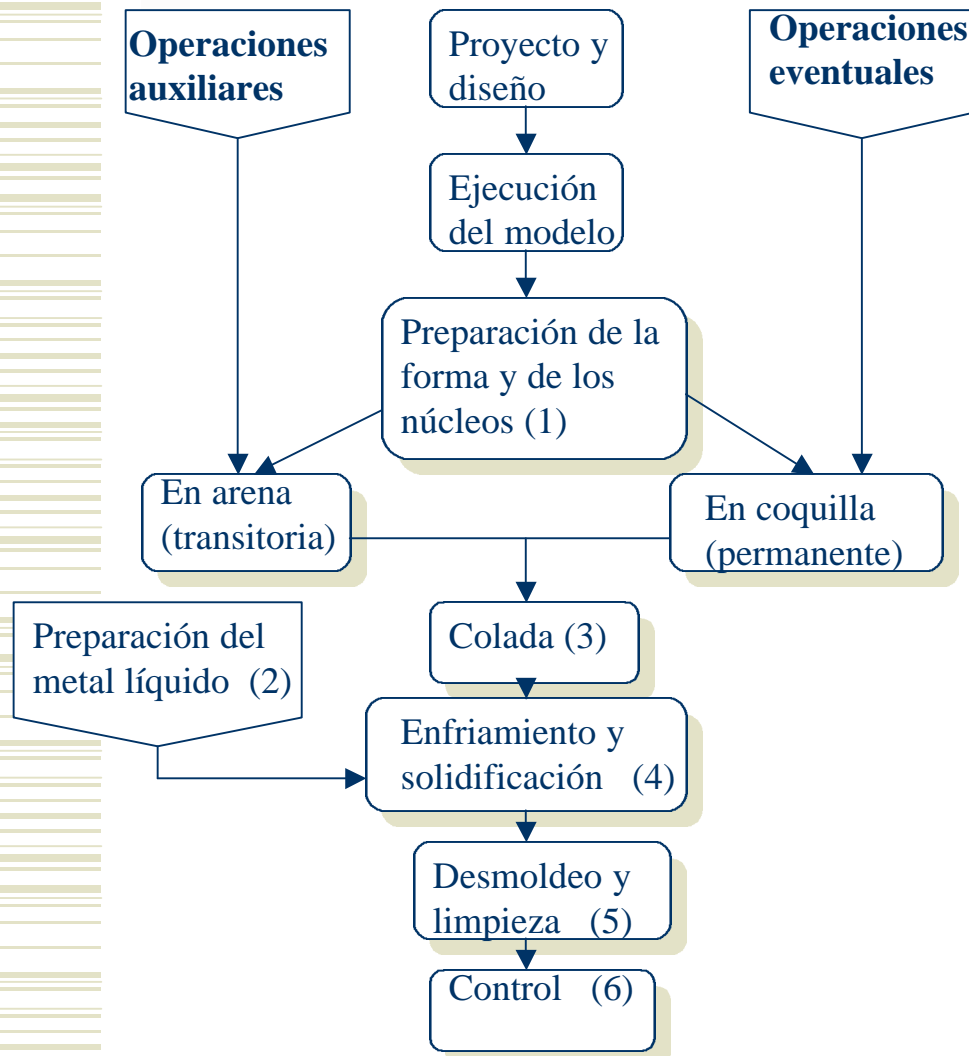 Operaciones
auxiliares
Proyecto y
diseño
Operaciones
eventuales
Ejecución
del modelo
Preparación de la
forma y de los
núcleos (1)
En arena
(transitoria)
En coquilla
(permanente)
Preparación del
metal líquido (2)
Colada (3)
Enfriamiento y
solidificación (4)
Desmoldeo y
limpieza (5)
Control (6)